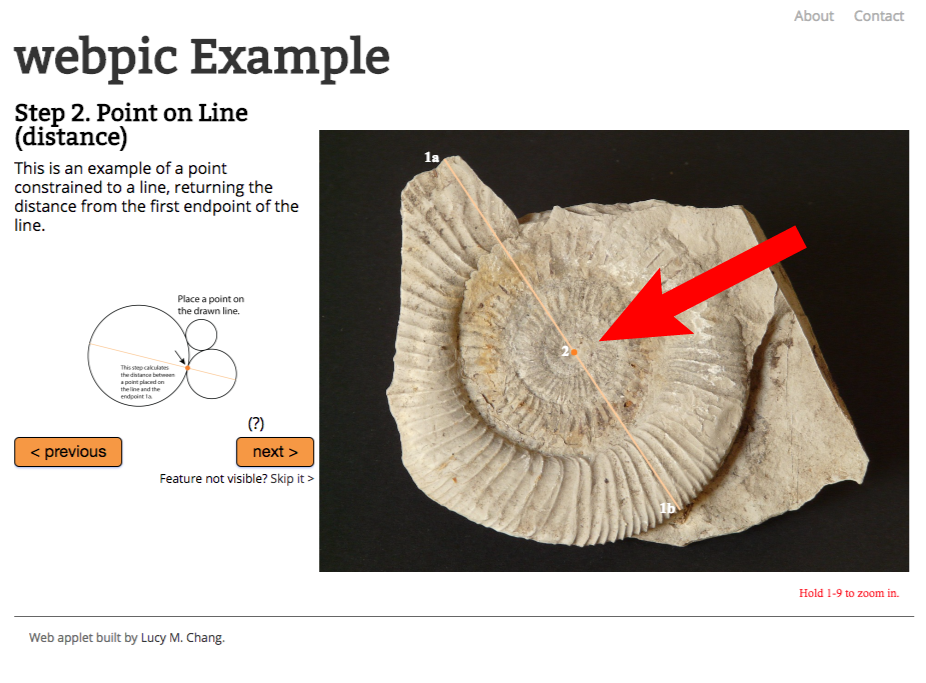 About Contact
webpic Example
Step 2. Point on Line
(distance)
This is an example of a point
constrained to a line, returning the
distance from the first endpoint of the
line.
Place a point on
the drawn line.
This step calculates
the distance between
a point placed on
the line and the
endpoint 1a.
(?)
< previous
next >
Feature not visible? Skip it >
1a
2
1b
Hold 1-9 to zoom in.
Web applet built by Lucy M. Chang.